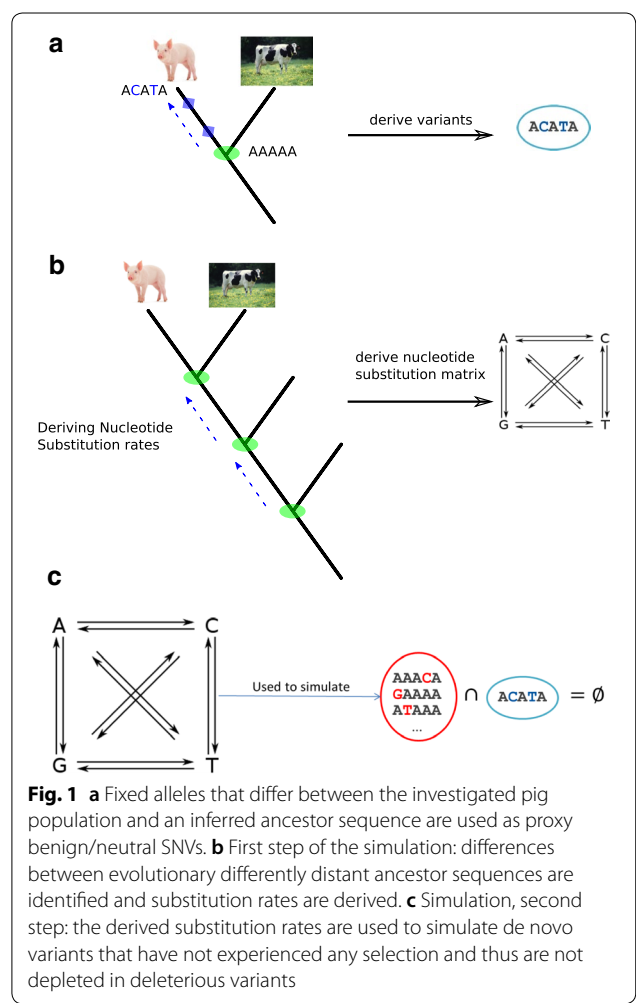 a
ACATA
AAAAA
derive variants
ACATA
b
Deriving Nucleotide
Substitution rates
derive nucleotide
substitution matrix
A C
G T
c
A C
G T
Used to simulate
AAACA
GAAAA
ATAAA
...
∩ ACATA = ∅
Fig. 1 a Fixed alleles that differ between the investigated pig
population and an inferred ancestor sequence are used as proxy
benign/neutral SNVs. b First step of the simulation: differences
between evolutionary differently distant ancestor sequences are
identified and substitution rates are derived. c Simulation, second
step: the derived substitution rates are used to simulate de novo
variants that have not experienced any selection and thus are not
depleted in deleterious variants